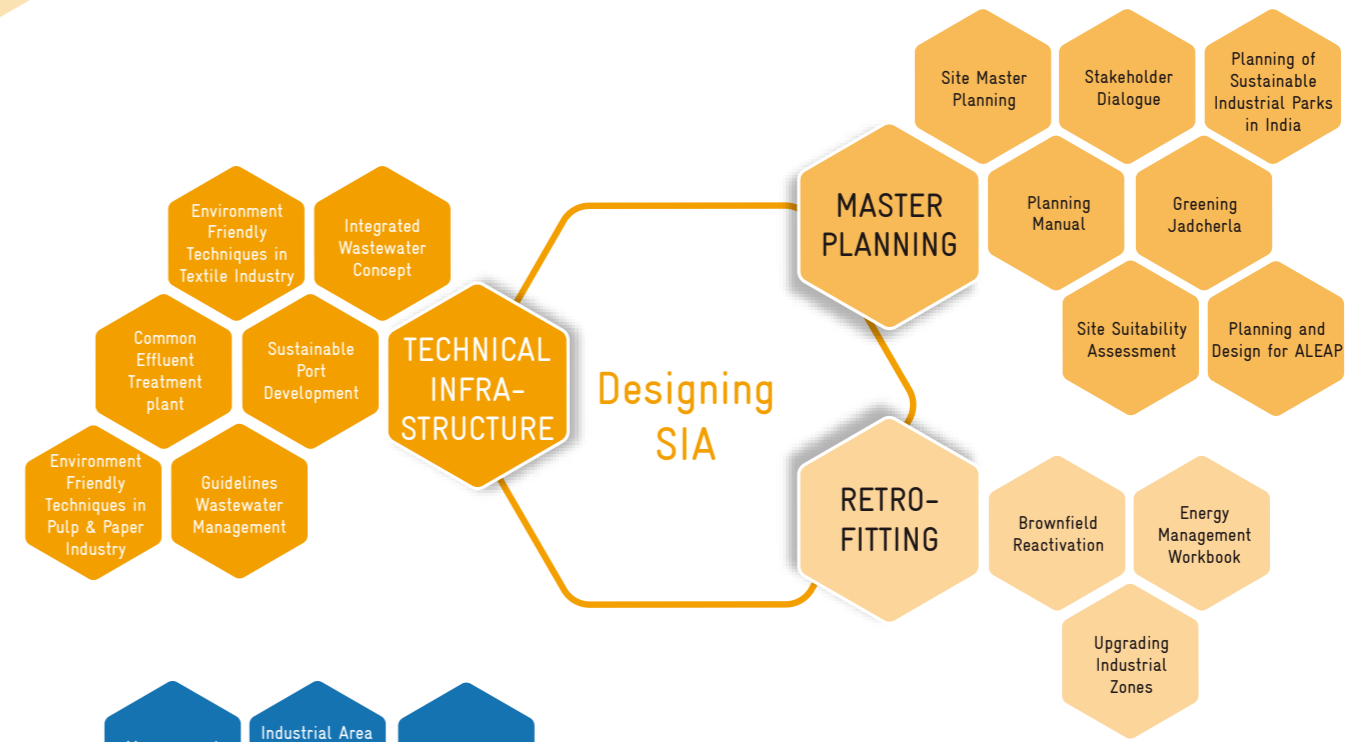 Site Master
Planning
Stakeholder
Dialogue
Planning of
Sustainable
Industrial Parks
in India
MASTER
PLANNING
Planning
Manual
Greening
Jadcherla
Site Suitability
Assessment
Planning and
Design for ALEAP
Environment
Friendly
Techniques in
Textile Industry
Integrated
Wastewater
Concept
Common
Effluent
Treatment
plant
Sustainable
Port
Development
TECHNICAL
INFRA-
STRUCTURE
Environment
Friendly
Techniques in
Pulp & Paper
Industry
Guidelines
Wastewater
Management
Designing
SIA
RETRO-
FITTING
Brownfield
Reactivation
Energy
Management
Workbook
Upgrading
Industrial
Zones
Industrial Area